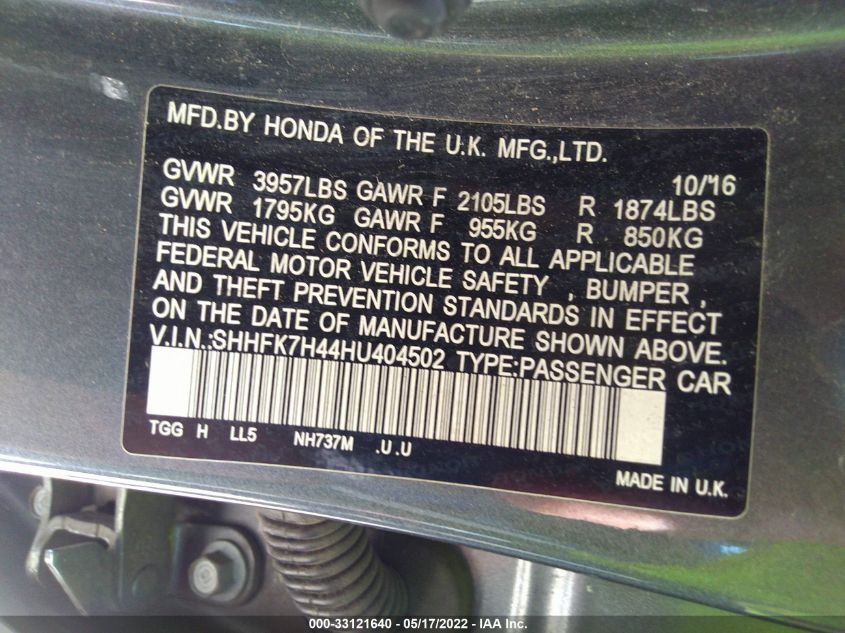 MFD.BY HONDA OF THE U.K. MFG.,LTD.
10/'16
GVWR 3957LBS GAWR F 2105LBS R 1874LBS
GVWR 1795KG GAWR F 955KG R 850KG
THIS VEHICLE CONFORMS TO ALL APPLICABLE
FEDERAL MOTOR VEHICLE SAFETY , BUMPER ,
AND THEFT PREVENTION STANDARDS IN EFFECT
ON THE DATE OF MANUFACTURE SHOWN ABOVE.
V.I.N.:SHHFK7H44HU404502 TYPE:PASSENGER CAR
TGG H LL5 NH737M .U.U
MADE IN U.K.
000-33121640 - 05/17/2022 - IAA Inc.